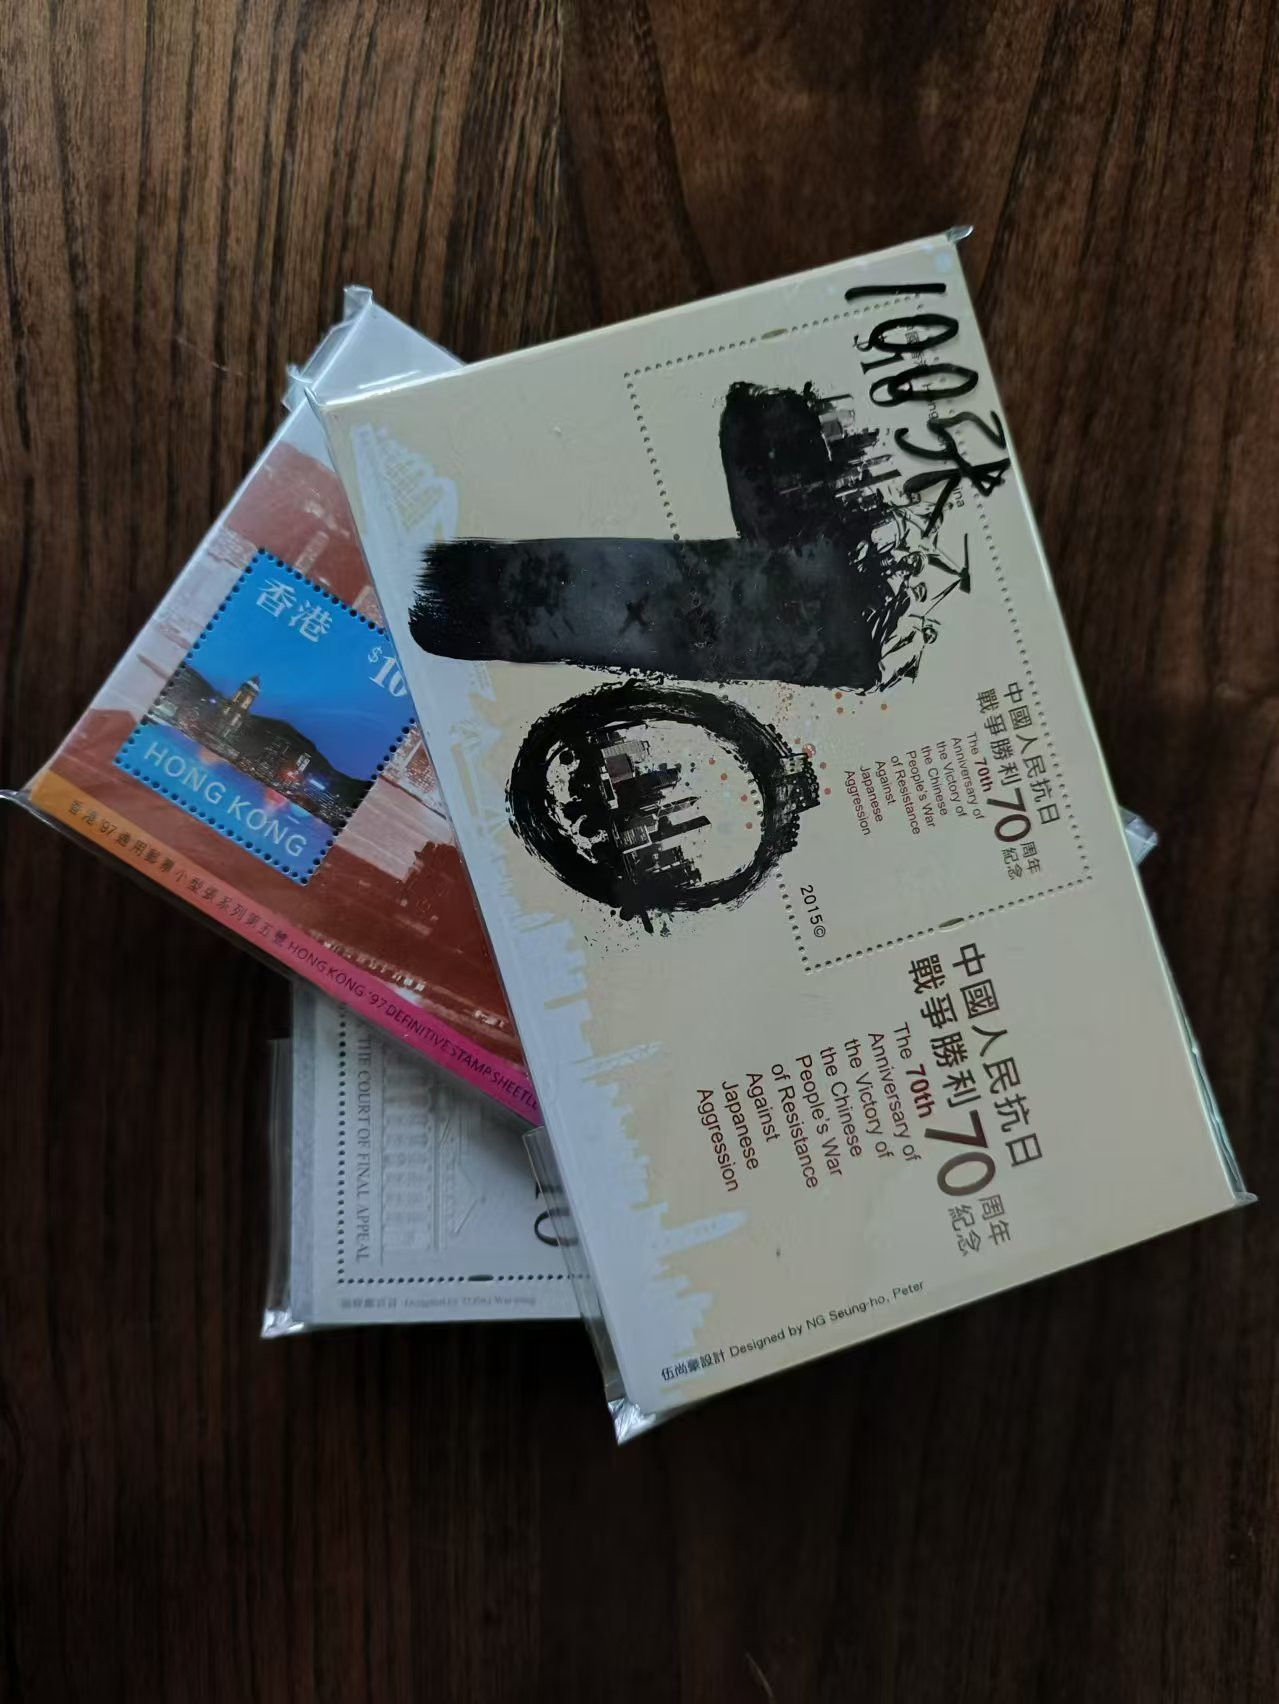 100张
中國人民抗日
戰爭勝利70周年
紀念
The 70th
Anniversary of
the Victory of
the Chinese
People's War
of Resistance
Against
Japanese
Aggression
2015©
中國人民抗日
戰爭勝利70周年
紀念
The 70th
Anniversary of
the Victory of
the Chinese
People's War
of Resistance
Against
Japanese
Aggression
伍尚豪設計 Designed by NG Seung-ho, Peter
香港
$10
HONG KONG
香港'97通用郵票小型張系列第五號 HONG KONG '97 DEFINITIVE STAMP SHEETLE
THE COURT OF FINAL APPEAL